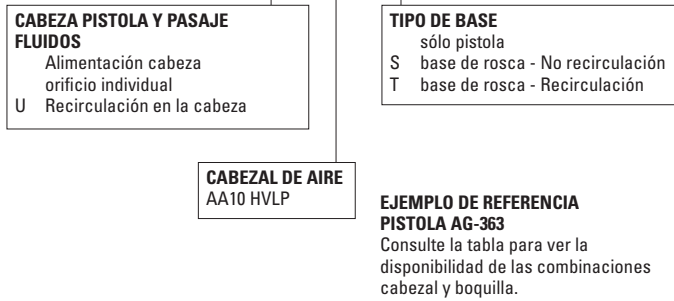 CABEZA PISTOLA Y PASAJE
FLUIDOS
Alimentación cabeza
orificio individual
U Recirculación en la cabeza
TIPO DE BASE
sólo pistola
S base de rosca - No recirculación
T base de rosca - Recirculación
CABEZAL DE AIRE
AA10 HVLP
EJEMPLO DE REFERENCIA
PISTOLA AG-363
Consulte la tabla para ver la
disponibilidad de las combinaciones
cabezal y boquilla.